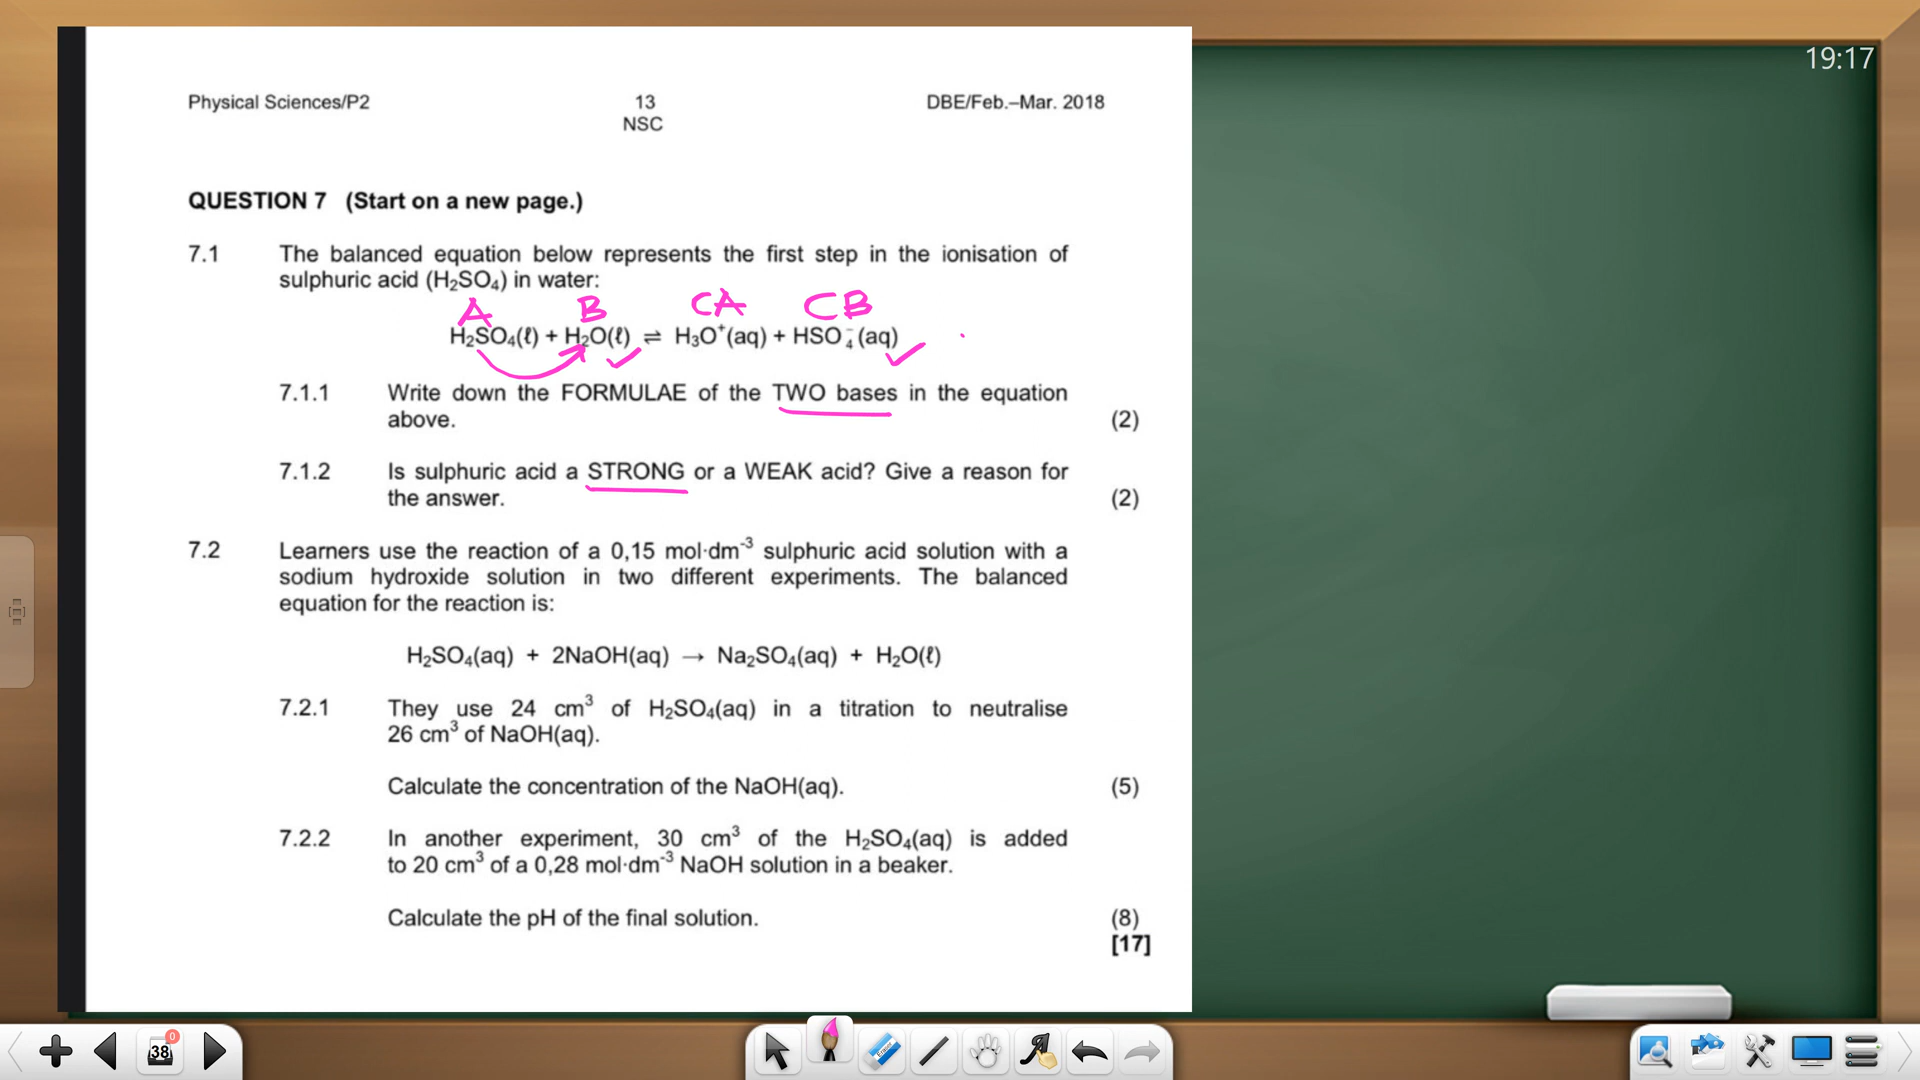 19:17
Physical Sciences/P2 13 DBE/Feb.–Mar. 2018
NSC
QUESTION 7 (Start on a new page.)
7.1 The balanced equation below represents the first step in the ionisation of
sulphuric acid (H₂SO₄) in water:
A B CA CB
H₂SO₄(ℓ) + H₂O(ℓ) ⇌ H₃O⁺(aq) + HSO₄⁻(aq)
7.1.1 Write down the FORMULAE of the TWO bases in the equation
above. (2)
7.1.2 Is sulphuric acid a STRONG or a WEAK acid? Give a reason for
the answer. (2)
7.2 Learners use the reaction of a 0,15 mol·dm⁻³ sulphuric acid solution with a
sodium hydroxide solution in two different experiments. The balanced
equation for the reaction is:
H₂SO₄(aq) + 2NaOH(aq) → Na₂SO₄(aq) + H₂O(ℓ)
7.2.1 They use 24 cm³ of H₂SO₄(aq) in a titration to neutralise
26 cm³ of NaOH(aq).
Calculate the concentration of the NaOH(aq). (5)
7.2.2 In another experiment, 30 cm³ of the H₂SO₄(aq) is added
to 20 cm³ of a 0,28 mol·dm⁻³ NaOH solution in a beaker.
Calculate the pH of the final solution. (8)
[17]
38 0
Eraser